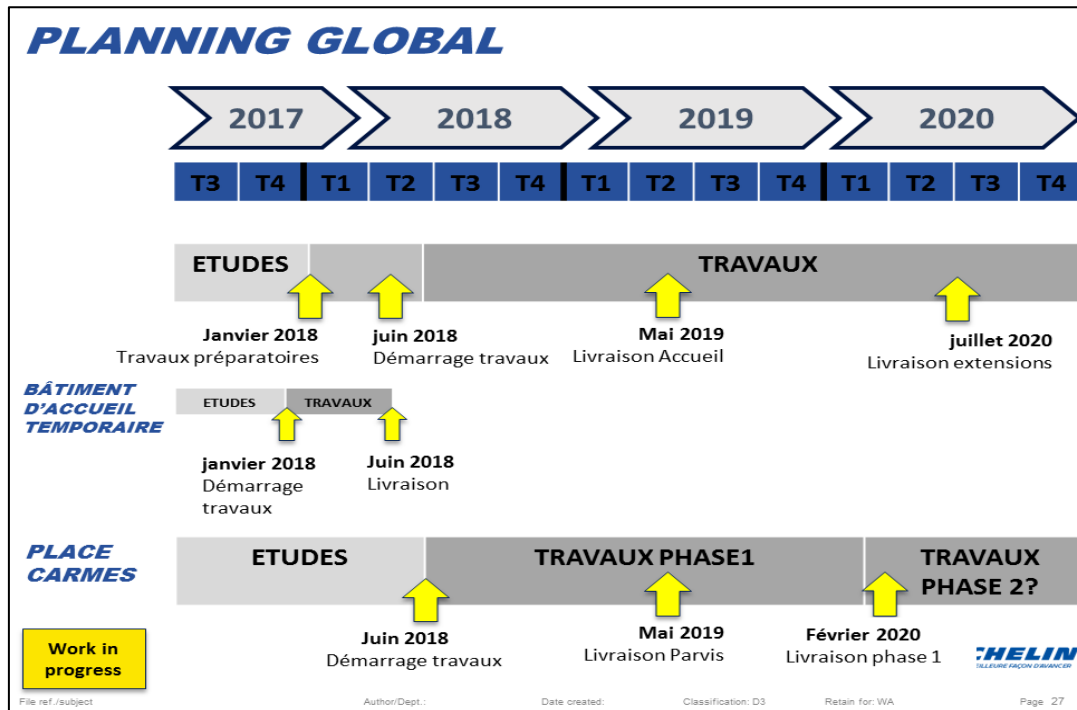 PLANNING GLOBAL
2017 2018 2019 2020
T3 T4 T1 T2 T3 T4 T1 T2 T3 T4 T1 T2 T3 T4
ETUDES TRAVAUX
Janvier 2018
Travaux préparatoires
juin 2018
Démarrage travaux
Mai 2019
Livraison Accueil
juillet 2020
Livraison extensions
BÂTIMENT
D'ACCUEIL
TEMPORAIRE
ETUDES TRAVAUX
janvier 2018
Démarrage
travaux
Juin 2018
Livraison
PLACE
CARMES
ETUDES TRAVAUX PHASE1 TRAVAUX
PHASE 2?
Juin 2018
Démarrage travaux
Mai 2019
Livraison Parvis
Février 2020
Livraison phase 1
Work in
progress
CHELIN
ILLEURE FAÇON D'AVANCER
File ref./subject Author/Dept.: Date created: Classification: D3 Retain for: WA Page 27